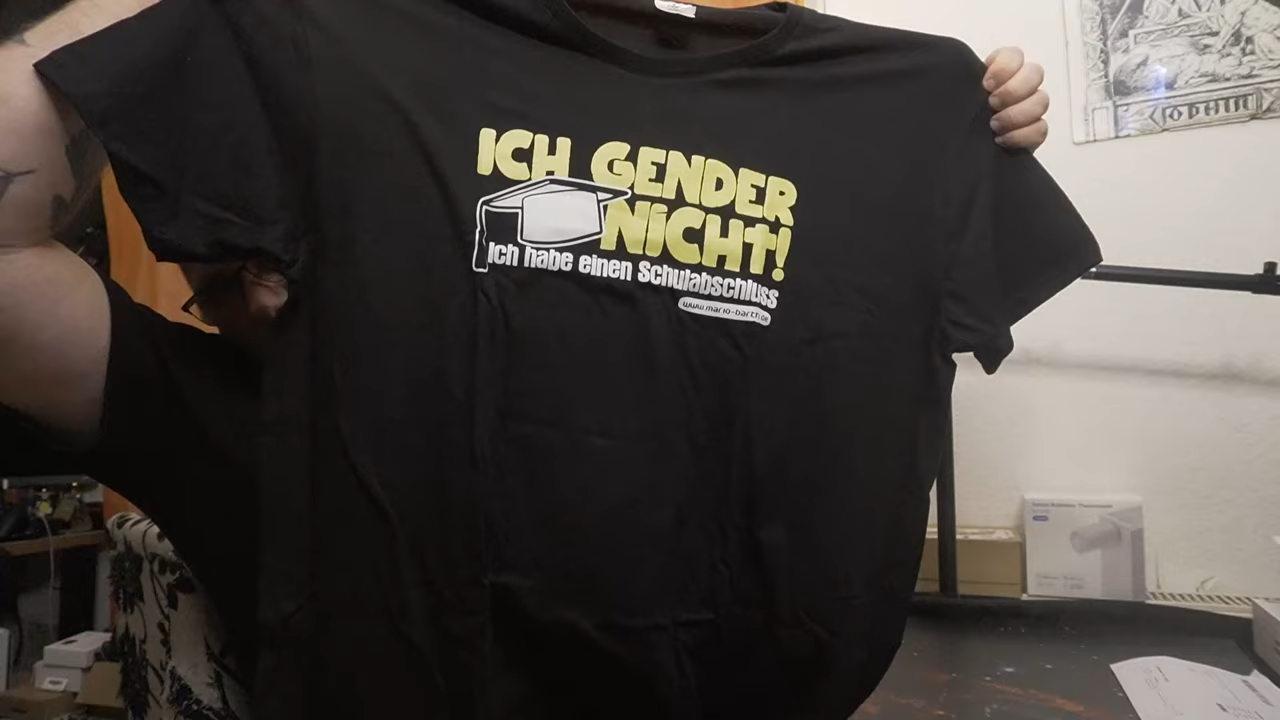 ICH GENDER
NiCHT!
Ich habe einen Schulabschluss
www.mario-barth.de